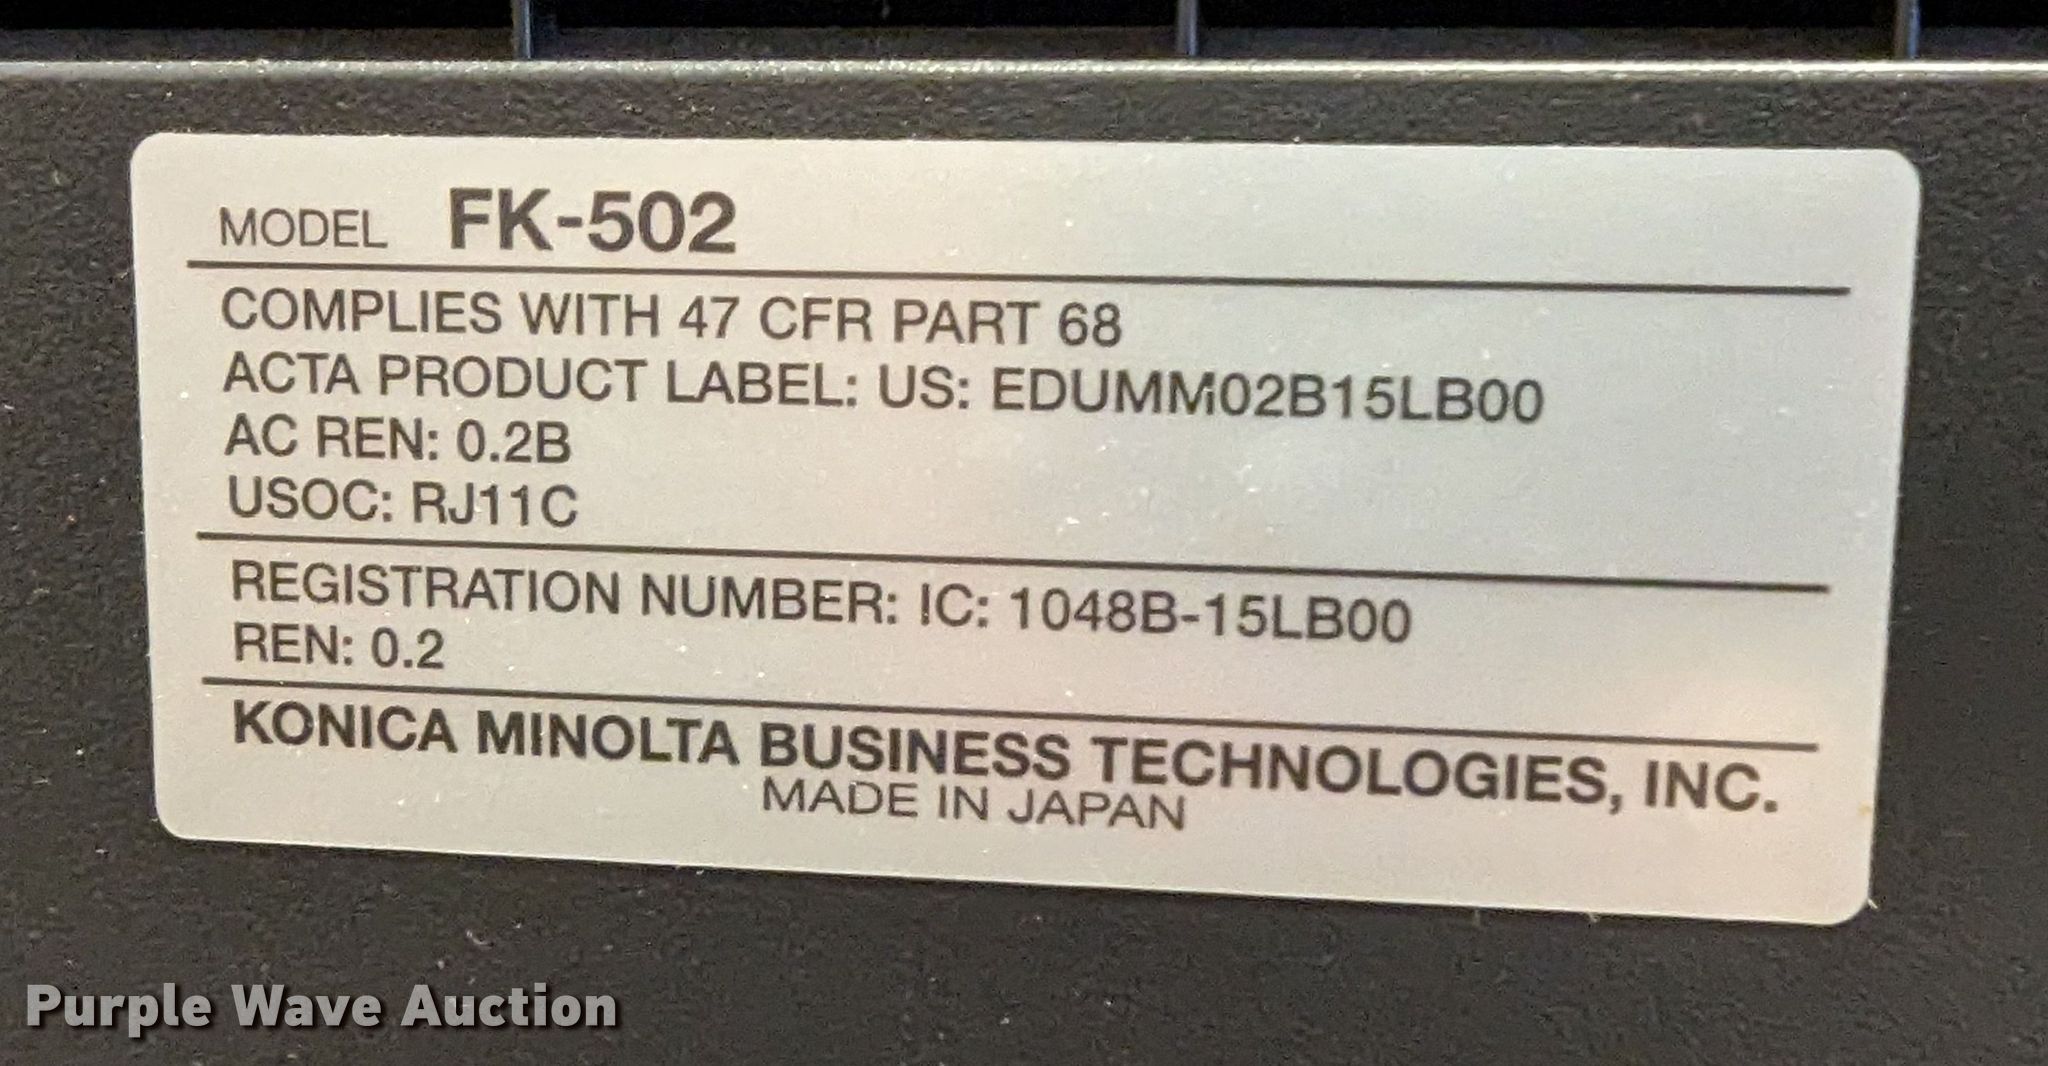 MODEL FK-502
COMPLIES WITH 47 CFR PART 68
ACTA PRODUCT LABEL: US: EDUMM02B15LB00
AC REN: 0.2B
USOC: RJ11C
REGISTRATION NUMBER: IC: 1048B-15LB00
REN: 0.2
KONICA MINOLTA BUSINESS TECHNOLOGIES, INC.
MADE IN JAPAN
Purple Wave Auction